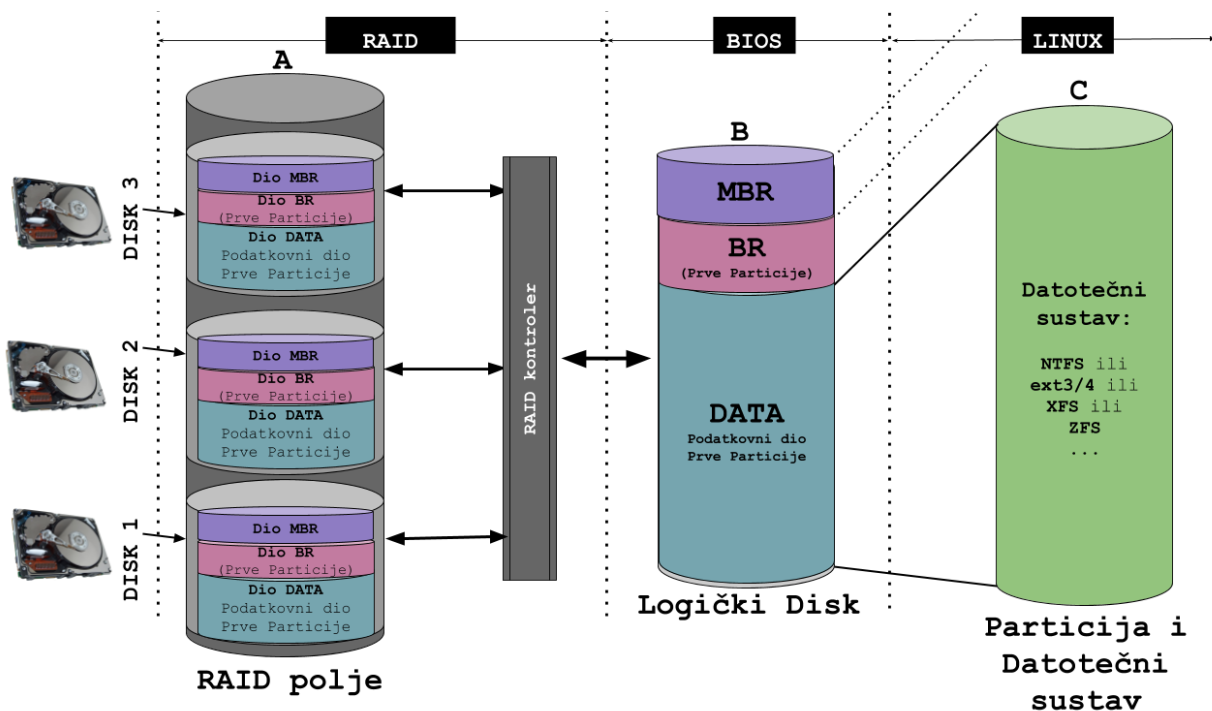 RAID
BIOS
LINUX
A
DISK 3
Dio MBR
Dio BR
(Prve Particije)
Dio DATA
Podatkovni dio
Prve Particije
DISK 2
Dio MBR
Dio BR
(Prve Particije)
Dio DATA
Podatkovni dio
Prve Particije
DISK 1
Dio MBR
Dio BR
(Prve Particije)
Dio DATA
Podatkovni dio
Prve Particije
RAID polje
RAID kontroler
B
MBR
BR
(Prve Particije)
DATA
Podatkovni dio
Prve Particije
Logički Disk
C
Datotečni
sustav:
NTFS ili
ext3/4 ili
XFS ili
ZFS
...
Particija i
Datotečni
sustav